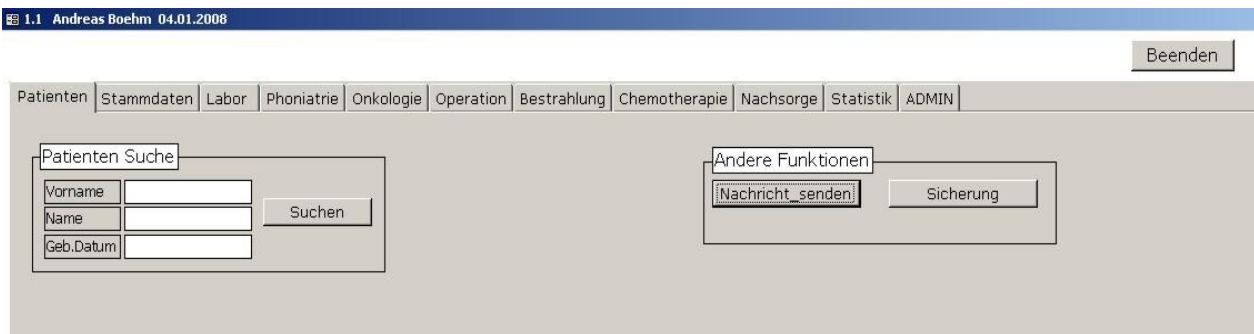 1.1 Andreas Boehm 04.01.2008
Beenden
Patienten Stammdaten Labor Phoniatrie Onkologie Operation Bestrahlung Chemotherapie Nachsorge Statistik ADMIN
Patienten Suche
Vorname
Name
Geb.Datum
Suchen
Andere Funktionen
Nachricht_senden Sicherung